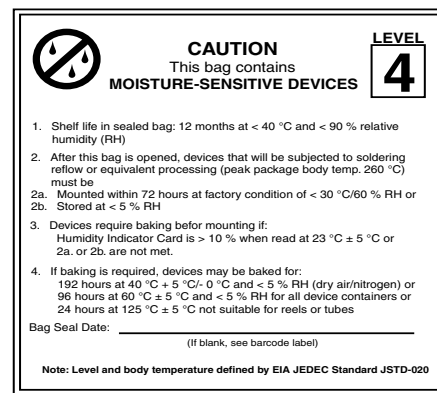 LEVEL
CAUTION
This bag contains
MOISTURE-SENSITIVE DEVICES
4
1. Shelf life in sealed bag: 12 months at < 40 °C and < 90 % relative
humidity (RH)
2. After this bag is opened, devices that will be subjected to soldering
reflow or equivalent processing (peak package body temp. 260 °C)
must be
2a. Mounted within 72 hours at factory condition of < 30 °C/60 % RH or
2b. Stored at < 5 % RH
3. Devices require baking befor mounting if:
Humidity Indicator Card is > 10 % when read at 23 °C ± 5 °C or
2a. or 2b. are not met.
4. If baking is required, devices may be baked for:
192 hours at 40 °C + 5 °C/- 0 °C and < 5 % RH (dry air/nitrogen) or
96 hours at 60 °C ± 5 °C and < 5 % RH for all device containers or
24 hours at 125 °C ± 5 °C not suitable for reels or tubes
Bag Seal Date:
(If blank, see barcode label)
Note: Level and body temperature defined by EIA JEDEC Standard JSTD-020